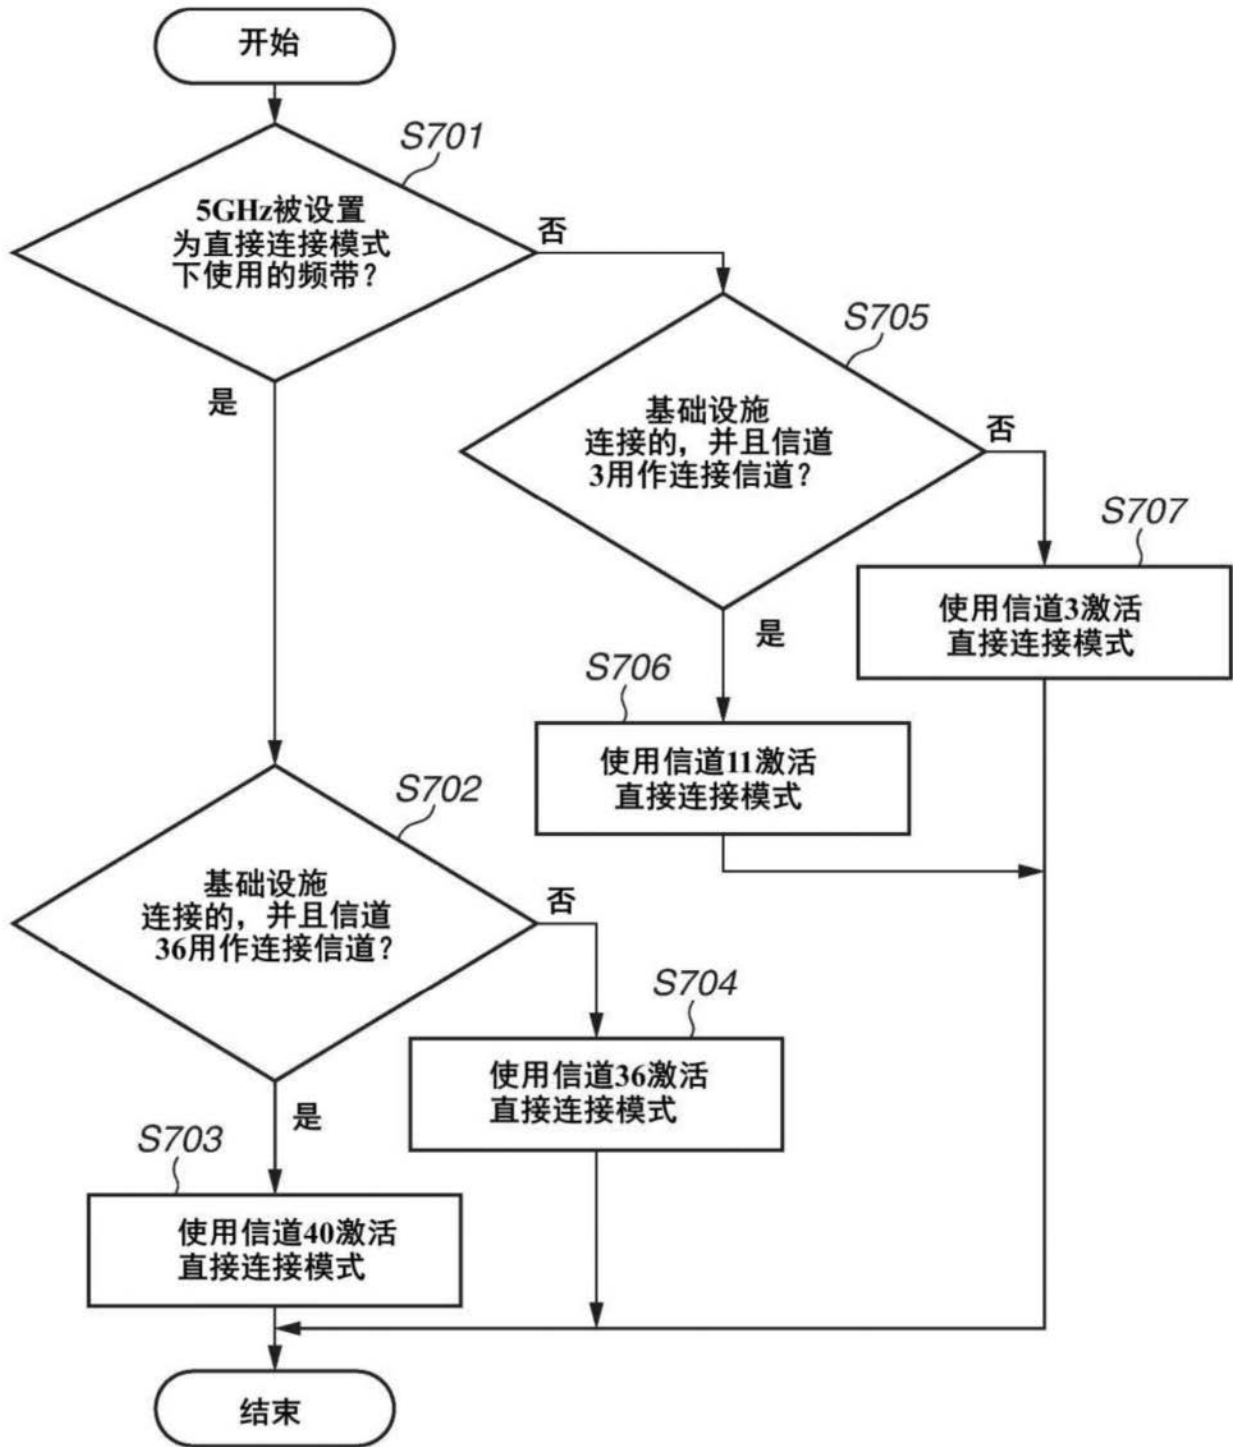 开始
S701
5GHz被设置
为直接连接模式
下使用的频带？
否
是
S705
基础设施
连接的，并且信道
3用作连接信道？
否
是
S707
使用信道3激活
直接连接模式
S706
使用信道11激活
直接连接模式
S702
基础设施
连接的，并且信道
36用作连接信道？
否
是
S704
使用信道36激活
直接连接模式
S703
使用信道40激活
直接连接模式
结束